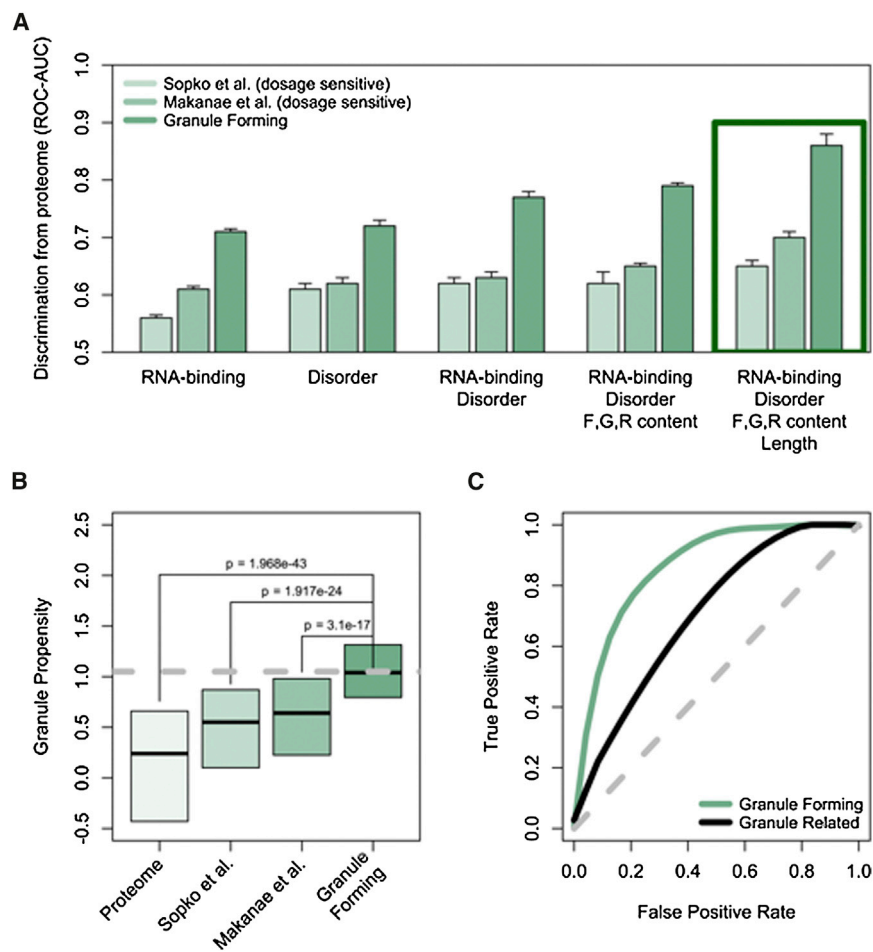 A
Discrimination from proteome (ROC-AUC)
1.0
0.9
0.8
0.7
0.6
0.5
Sopko et al. (dosage sensitive)
Makanae et al. (dosage sensitive)
Granule Forming
RNA-binding
Disorder
RNA-binding
Disorder
RNA-binding
Disorder
F,G,R content
RNA-binding
Disorder
F,G,R content
Length
B
Granule Propensity
2.5
2.0
1.5
1.0
0.5
0.0
-0.5
p = 1.968e-43
p = 1.917e-24
p = 3.1e-17
Proteome
Sopko et al.
Makanae et al.
Granule
Forming
C
True Positive Rate
1.0
0.8
0.6
0.4
0.2
0.0
Granule Forming
Granule Related
0.0 0.2 0.4 0.6 0.8 1.0
False Positive Rate